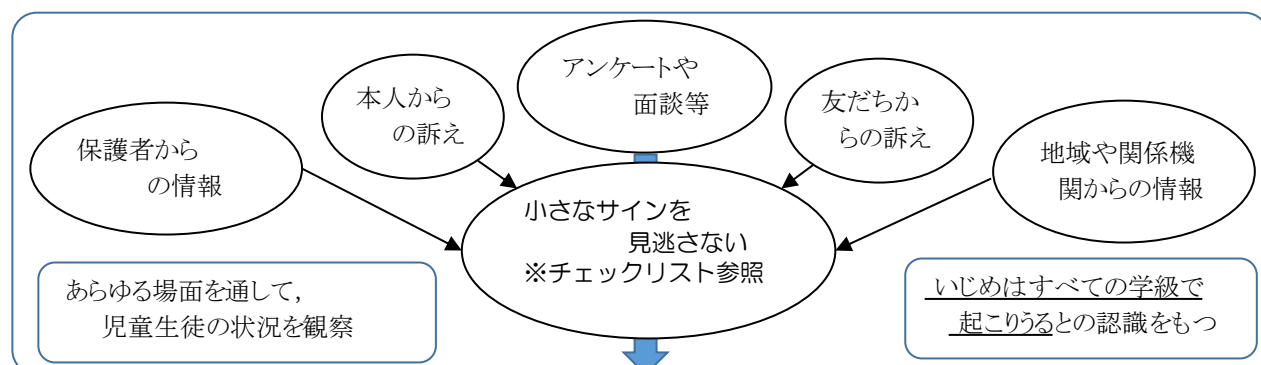 アンケートや
面談等
本人から
の訴え
友だちか
らの訴え
保護者から
の情報
地域や関係機
関からの情報
小さなサインを
見逃さない
※チェックリスト参照
あらゆる場面を通して，
児童生徒の状況を観察
いじめはすべての学級で
起こりうるとの認識をもつ